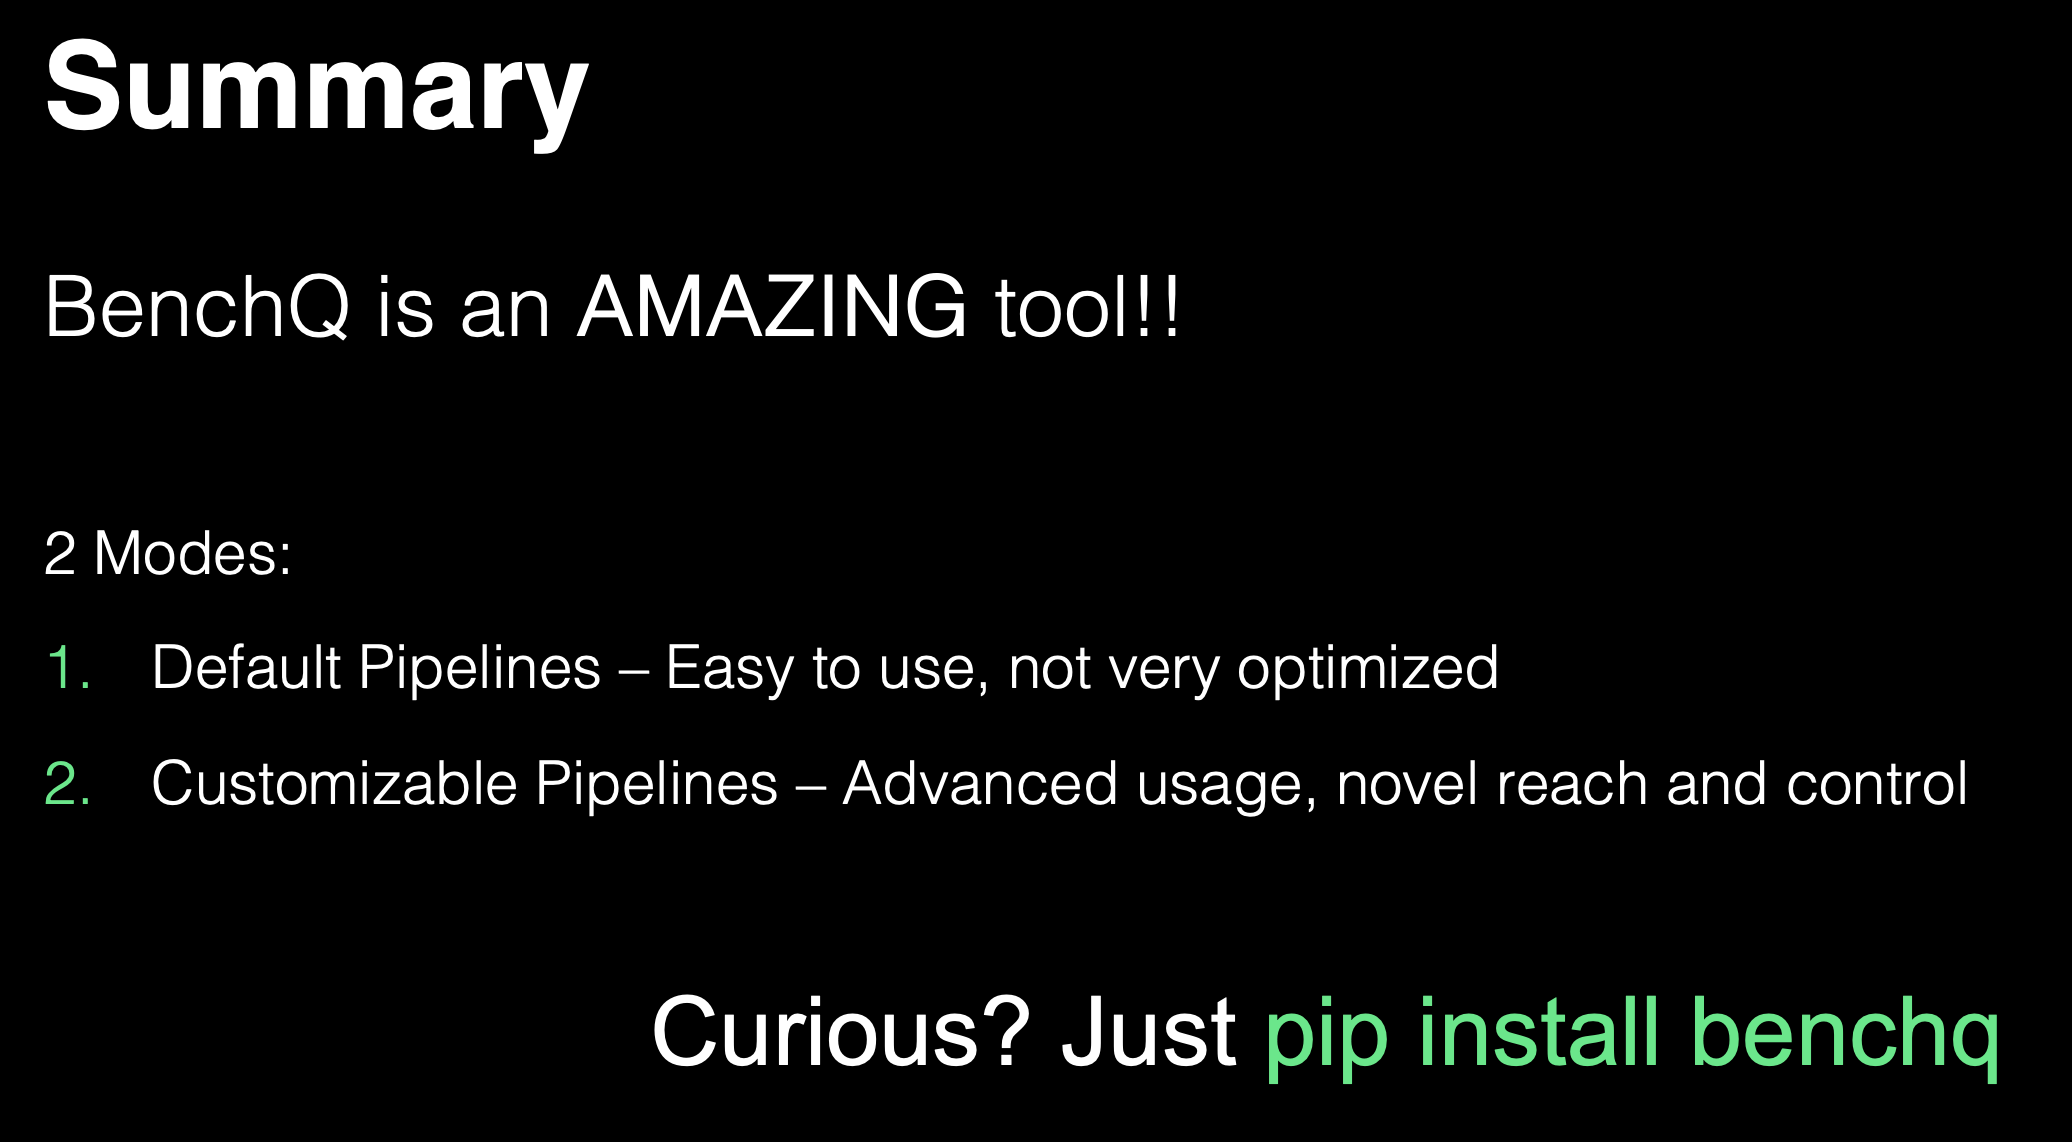 Summary
BenchQ is an AMAZING tool!!
2 Modes:
1. Default Pipelines – Easy to use, not very optimized
2. Customizable Pipelines – Advanced usage, novel reach and control
Curious? Just pip install benchq